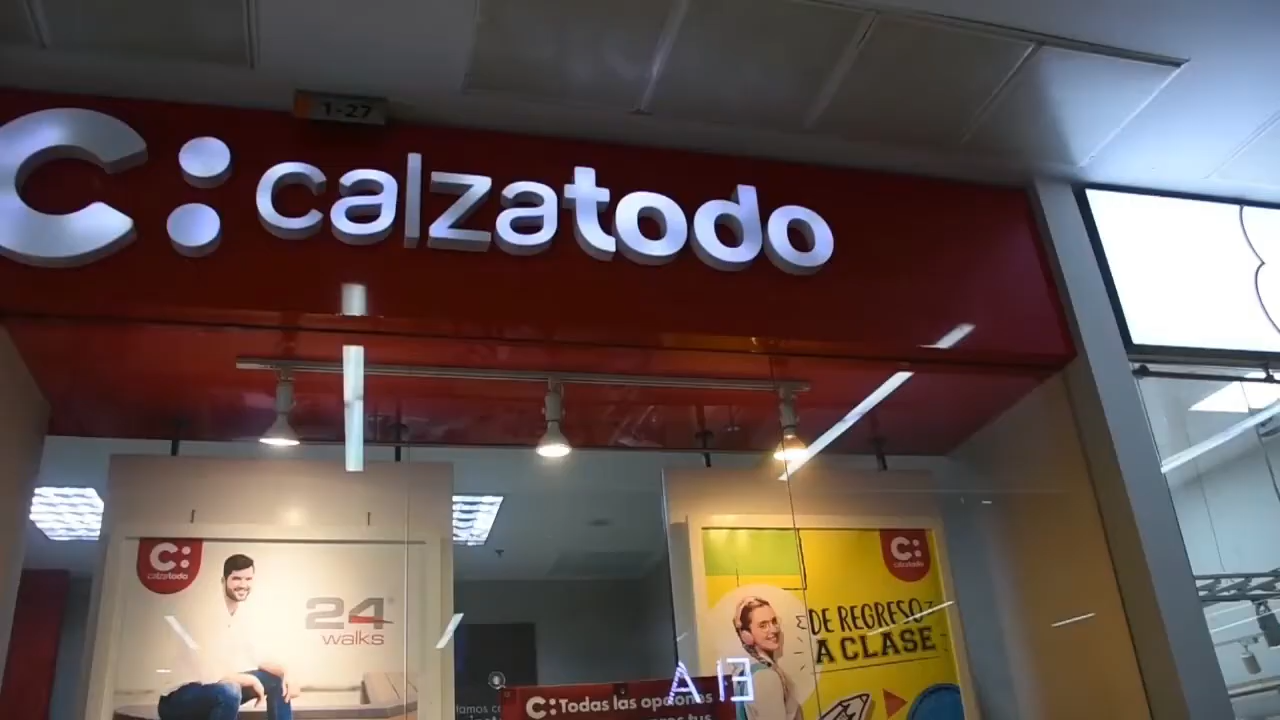 1-27
C: calzatodo
C:
calzatodo
24
walks
C:
calzatodo
DE REGRESO
A CLASE
C: Todas las opciones